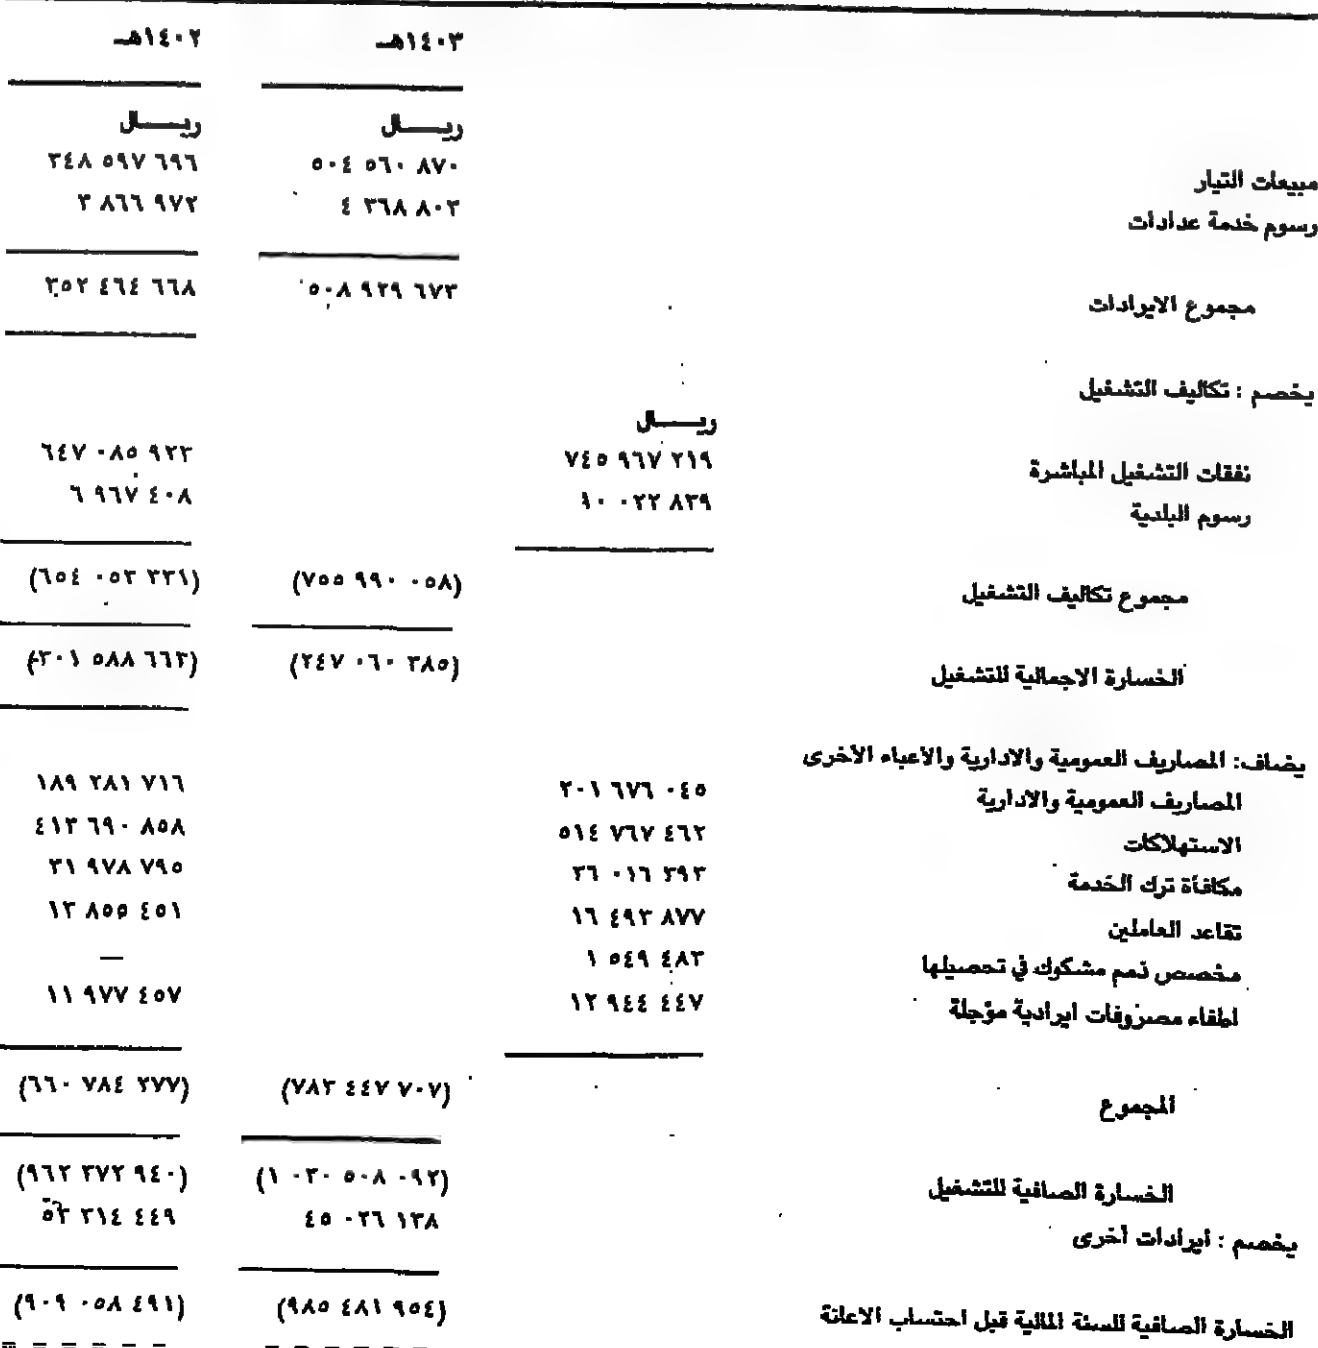 ١٤٠٣هـ ١٤٠٢هـ
ريـــال ريـــال
مبيعات التيار ٥٠٤ ٥٦٠ ٨٧٠ ٣٤٨ ٥٩٧ ٦٩٦
رسوم خدمة عدادات ٤ ٣٦٨ ٨٠٣ ٣ ٨٦٦ ٩٧٢
مجموع الايرادات ٥٠٨ ٩٢٩ ٦٧٣ ٣٥٢ ٤٦٤ ٦٦٨
يخصم : تكاليف التشغيل
ريـــال
نفقات التشغيل المباشرة ٧٤٥ ٩٦٧ ٢١٩ ٦٤٧ ٠٨٥ ٩٢٣
رسوم البلدية ١٠ ٠٢٢ ٨٣٩ ٦ ٩٦٧ ٤٠٨
مجموع تكاليف التشغيل (٧٥٥ ٩٩٠ ٠٥٨) (٦٥٤ ٠٥٣ ٣٣١)
الخسارة الاجمالية للتشغيل (٢٤٧ ٠٦٠ ٣٨٥) (٣٠١ ٥٨٨ ٦٦٣)
يضاف: المصاريف العمومية والادارية والأعباء الأخرى
المصاريف العمومية والادارية ٢٠١ ٦٧٦ ٠٤٥ ١٨٩ ٢٨١ ٧١٦
الاستهلاكات ٥١٤ ٧٦٧ ٤٦٢ ٤١٣ ٦٩٠ ٨٥٨
مكافأة ترك الخدمة ٣٦ ٠١٦ ٣٩٣ ٣١ ٩٧٨ ٧٩٥
تقاعد العاملين ١٦ ٤٩٣ ٨٧٧ ١٣ ٨٥٥ ٤٥١
مخصص ذمم مشكوك في تحصيلها ١ ٥٤٩ ٤٨٣ —
اطفاء مصروفات ايرادية مؤجلة ١٢ ٩٤٤ ٤٤٧ ١١ ٩٧٧ ٤٥٧
المجموع (٧٨٣ ٤٤٧ ٧٠٧) (٦٦٠ ٧٨٤ ٢٧٧)
الخسارة الصافية للتشغيل (١ ٠٣٠ ٥٠٨ ٠٩٢) (٩٦٢ ٣٧٢ ٩٤٠)
يخصم : ايرادات أخرى ٤٥ ٠٢٦ ١٣٨ ٥٣ ٣١٤ ٤٤٩
الخسارة الصافية للسنة المالية قبل احتساب الاعانة (٩٨٥ ٤٨١ ٩٥٤) (٩٠٩ ٠٥٨ ٤٩١)